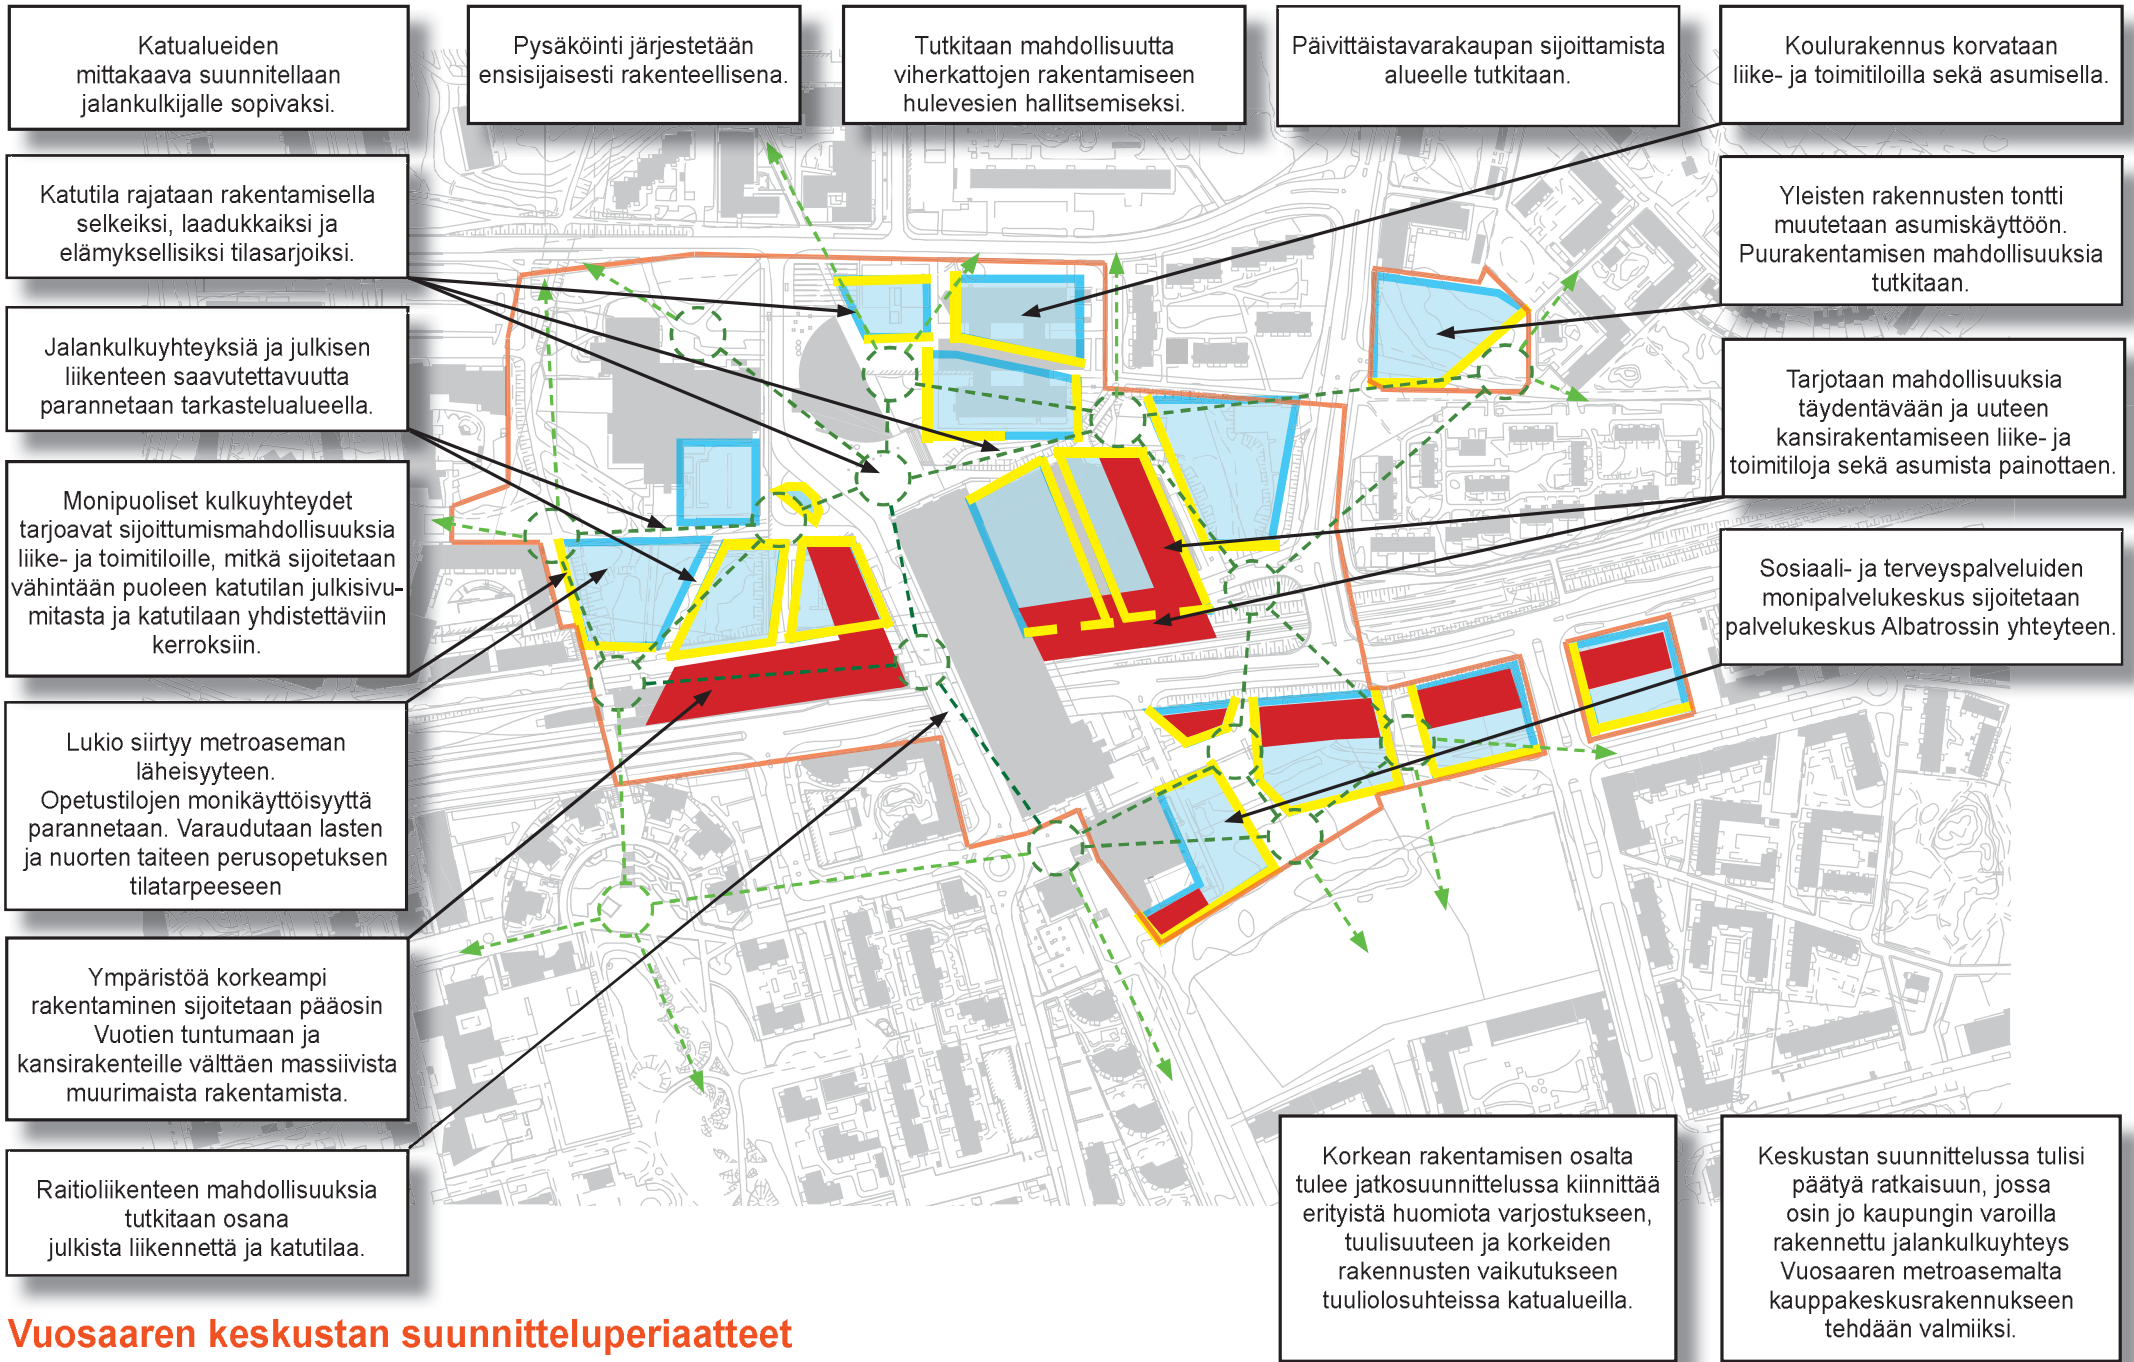 Katualueiden
mittakaava suunnitellaan
jalankulkijalle sopivaksi.
Pysäköinti järjestetään
ensisijaisesti rakenteellisena.
Tutkitaan mahdollisuutta
viherkattojen rakentamiseen
hulevesien hallitsemiseksi.
Päivittäistavarakaupan sijoittamista
alueelle tutkitaan.
Koulurakennus korvataan
liike- ja toimitiloilla sekä asumisella.
Katutila rajataan rakentamisella
selkeiksi, laadukkaiksi ja
elämyksellisiksi tilasarjoiksi.
Yleisten rakennusten tontti
muutetaan asumiskäyttöön.
Puurakentamisen mahdollisuuksia
tutkitaan.
Jalankulkuyhteyksiä ja julkisen
liikenteen saavutettavuutta
parannetaan tarkastelualueella.
Tarjotaan mahdollisuuksia
täydentävään ja uuteen
kansirakentamiseen liike- ja
toimitiloja sekä asumista painottaen.
Monipuoliset kulkuyhteydet
tarjoavat sijoittumismahdollisuuksia
liike- ja toimitiloille, mitkä sijoitetaan
vähintään puoleen katutilan julkisivu-
mitasta ja katutilaan yhdistettäviin
kerroksiin.
Sosiaali- ja terveyspalveluiden
monipalvelukeskus sijoitetaan
palvelukeskus Albatrossin yhteyteen.
Lukio siirtyy metroaseman
läheisyyteen.
Opetustilojen monikäyttöisyyttä
parannetaan. Varaudutaan lasten
ja nuorten taiteen perusopetuksen
tilatarpeeseen
Ympäristöä korkeampi
rakentaminen sijoitetaan pääosin
Vuotien tuntumaan ja
kansirakenteille välttäen massiivista
muurimaista rakentamista.
Raitioliikenteen mahdollisuuksia
tutkitaan osana
julkista liikennettä ja katutilaa.
Korkean rakentamisen osalta
tulee jatkosuunnittelussa kiinnittää
erityistä huomiota varjostukseen,
tuulisuuteen ja korkeiden
rakennusten vaikutukseen
tuuliolosuhteissa katualueilla.
Keskustan suunnittelussa tulisi
päätyä ratkaisuun, jossa
osin jo kaupungin varoilla
rakennettu jalankulkuyhteys
Vuosaaren metroasemalta
kauppakeskusrakennukseen
tehdään valmiiksi.
Vuosaaren keskustan suunnitteluperiaatteet